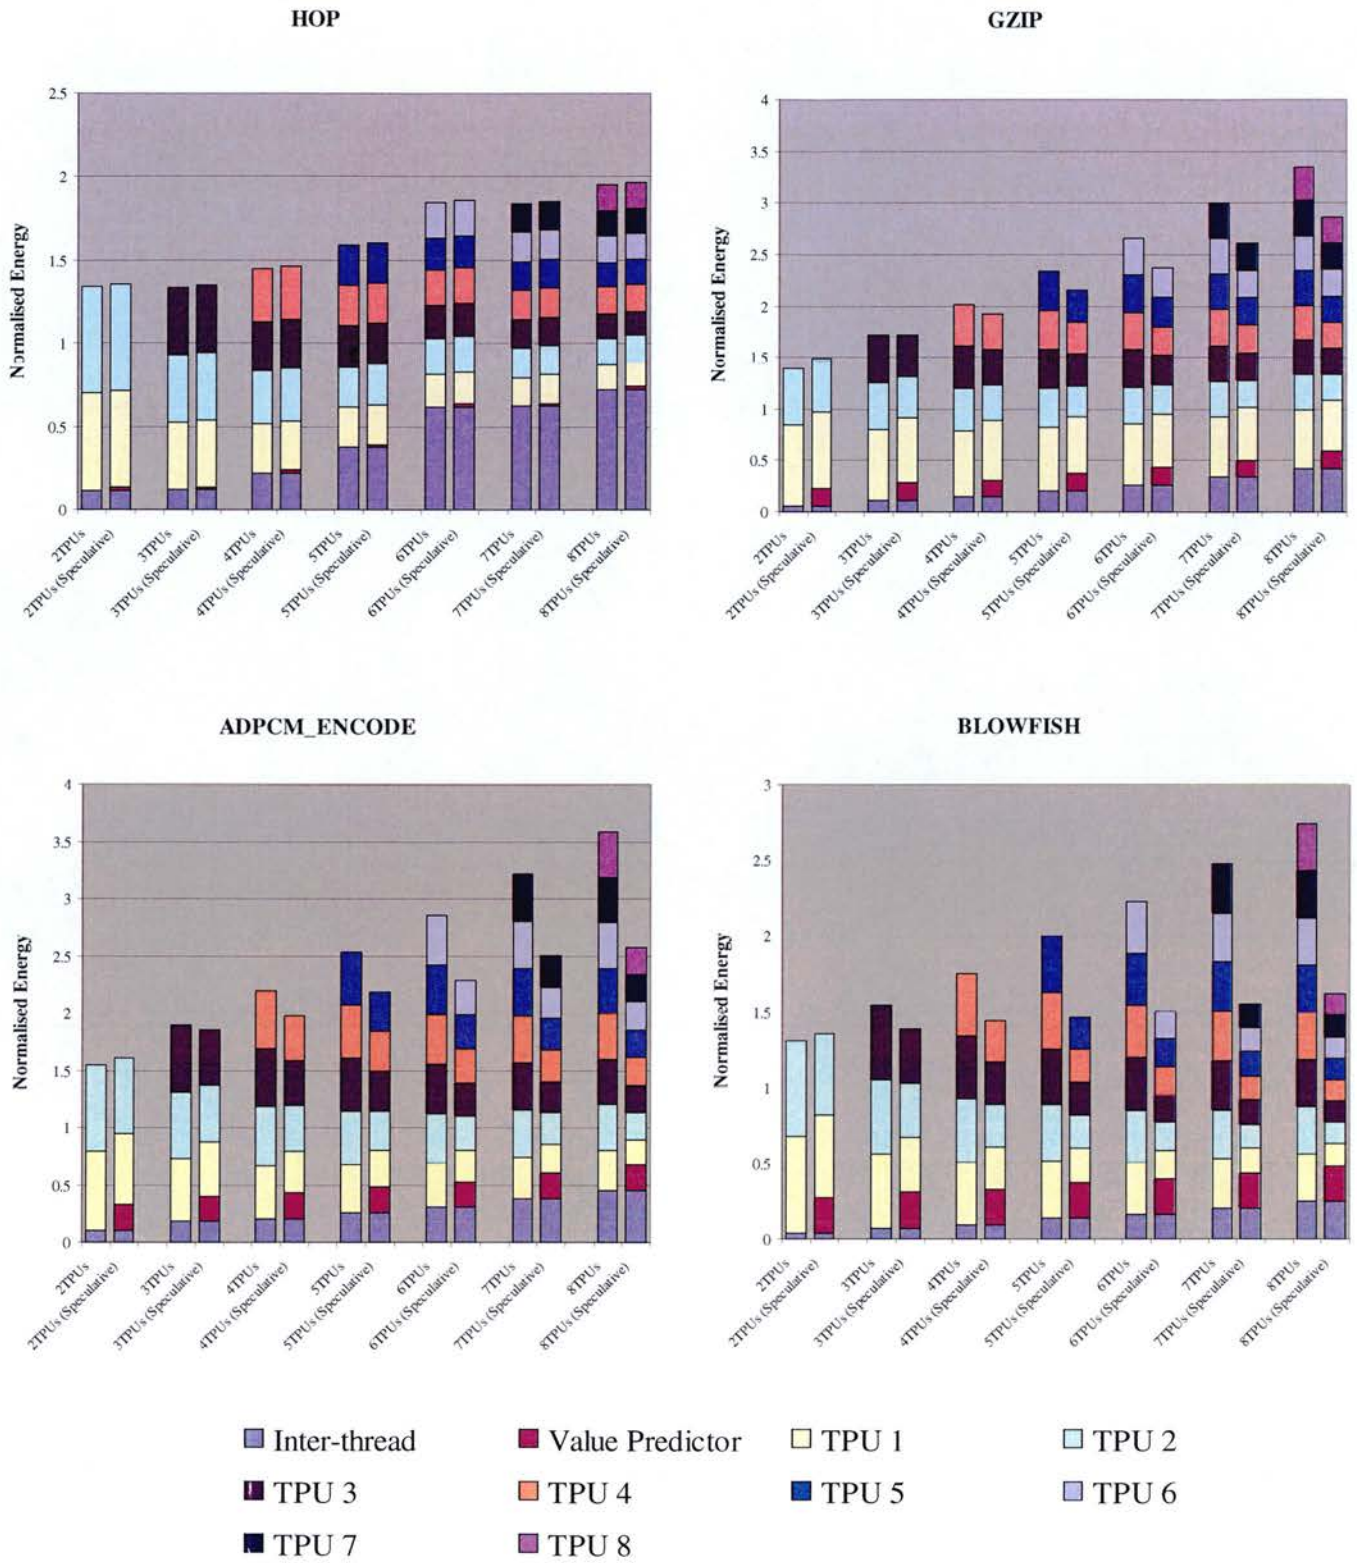 HOP
Normalised Energy
2.5
2
1.5
1
0.5
0
2TPUs
2TPUs (Speculative)
3TPUs
3TPUs (Speculative)
4TPUs
4TPUs (Speculative)
5TPUs
5TPUs (Speculative)
6TPUs
6TPUs (Speculative)
7TPUs
7TPUs (Speculative)
8TPUs
8TPUs (Speculative)
GZIP
Normalised Energy
4
3.5
3
2.5
2
1.5
1
0.5
0
2TPUs
2TPUs (Speculative)
3TPUs
3TPUs (Speculative)
4TPUs
4TPUs (Speculative)
5TPUs
5TPUs (Speculative)
6TPUs
6TPUs (Speculative)
7TPUs
7TPUs (Speculative)
8TPUs
8TPUs (Speculative)
ADPCM_ENCODE
Normalised Energy
4
3.5
3
2.5
2
1.5
1
0.5
0
2TPUs
2TPUs (Speculative)
3TPUs
3TPUs (Speculative)
4TPUs
4TPUs (Speculative)
5TPUs
5TPUs (Speculative)
6TPUs
6TPUs (Speculative)
7TPUs
7TPUs (Speculative)
8TPUs
8TPUs (Speculative)
BLOWFISH
Normalised Energy
3
2.5
2
1.5
1
0.5
0
2TPUs
2TPUs (Speculative)
3TPUs
3TPUs (Speculative)
4TPUs
4TPUs (Speculative)
5TPUs
5TPUs (Speculative)
6TPUs
6TPUs (Speculative)
7TPUs
7TPUs (Speculative)
8TPUs
8TPUs (Speculative)
Inter-thread
Value Predictor
TPU 1
TPU 2
TPU 3
TPU 4
TPU 5
TPU 6
TPU 7
TPU 8